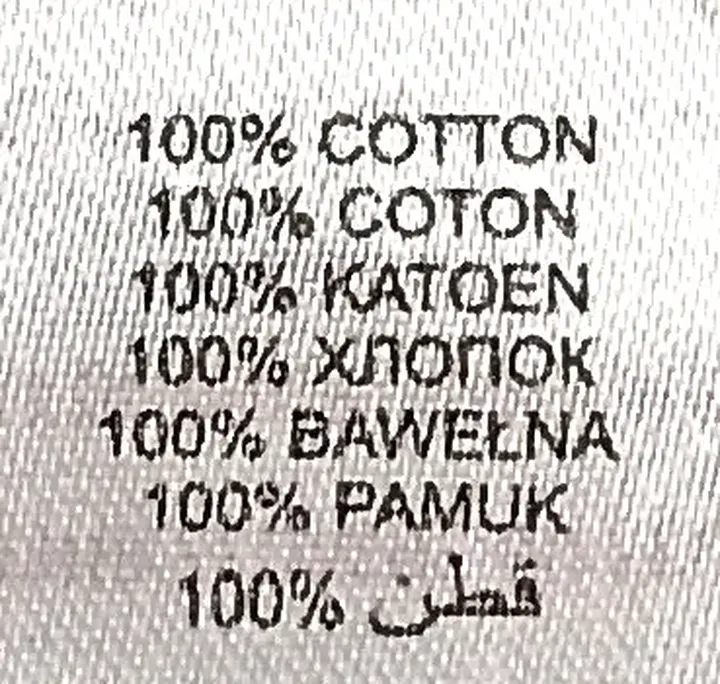 100% COTTON
100% COTON
100% KATOEN
100% ХЛОПОК
100% BAWEŁNA
100% PAMUK
100% قطن